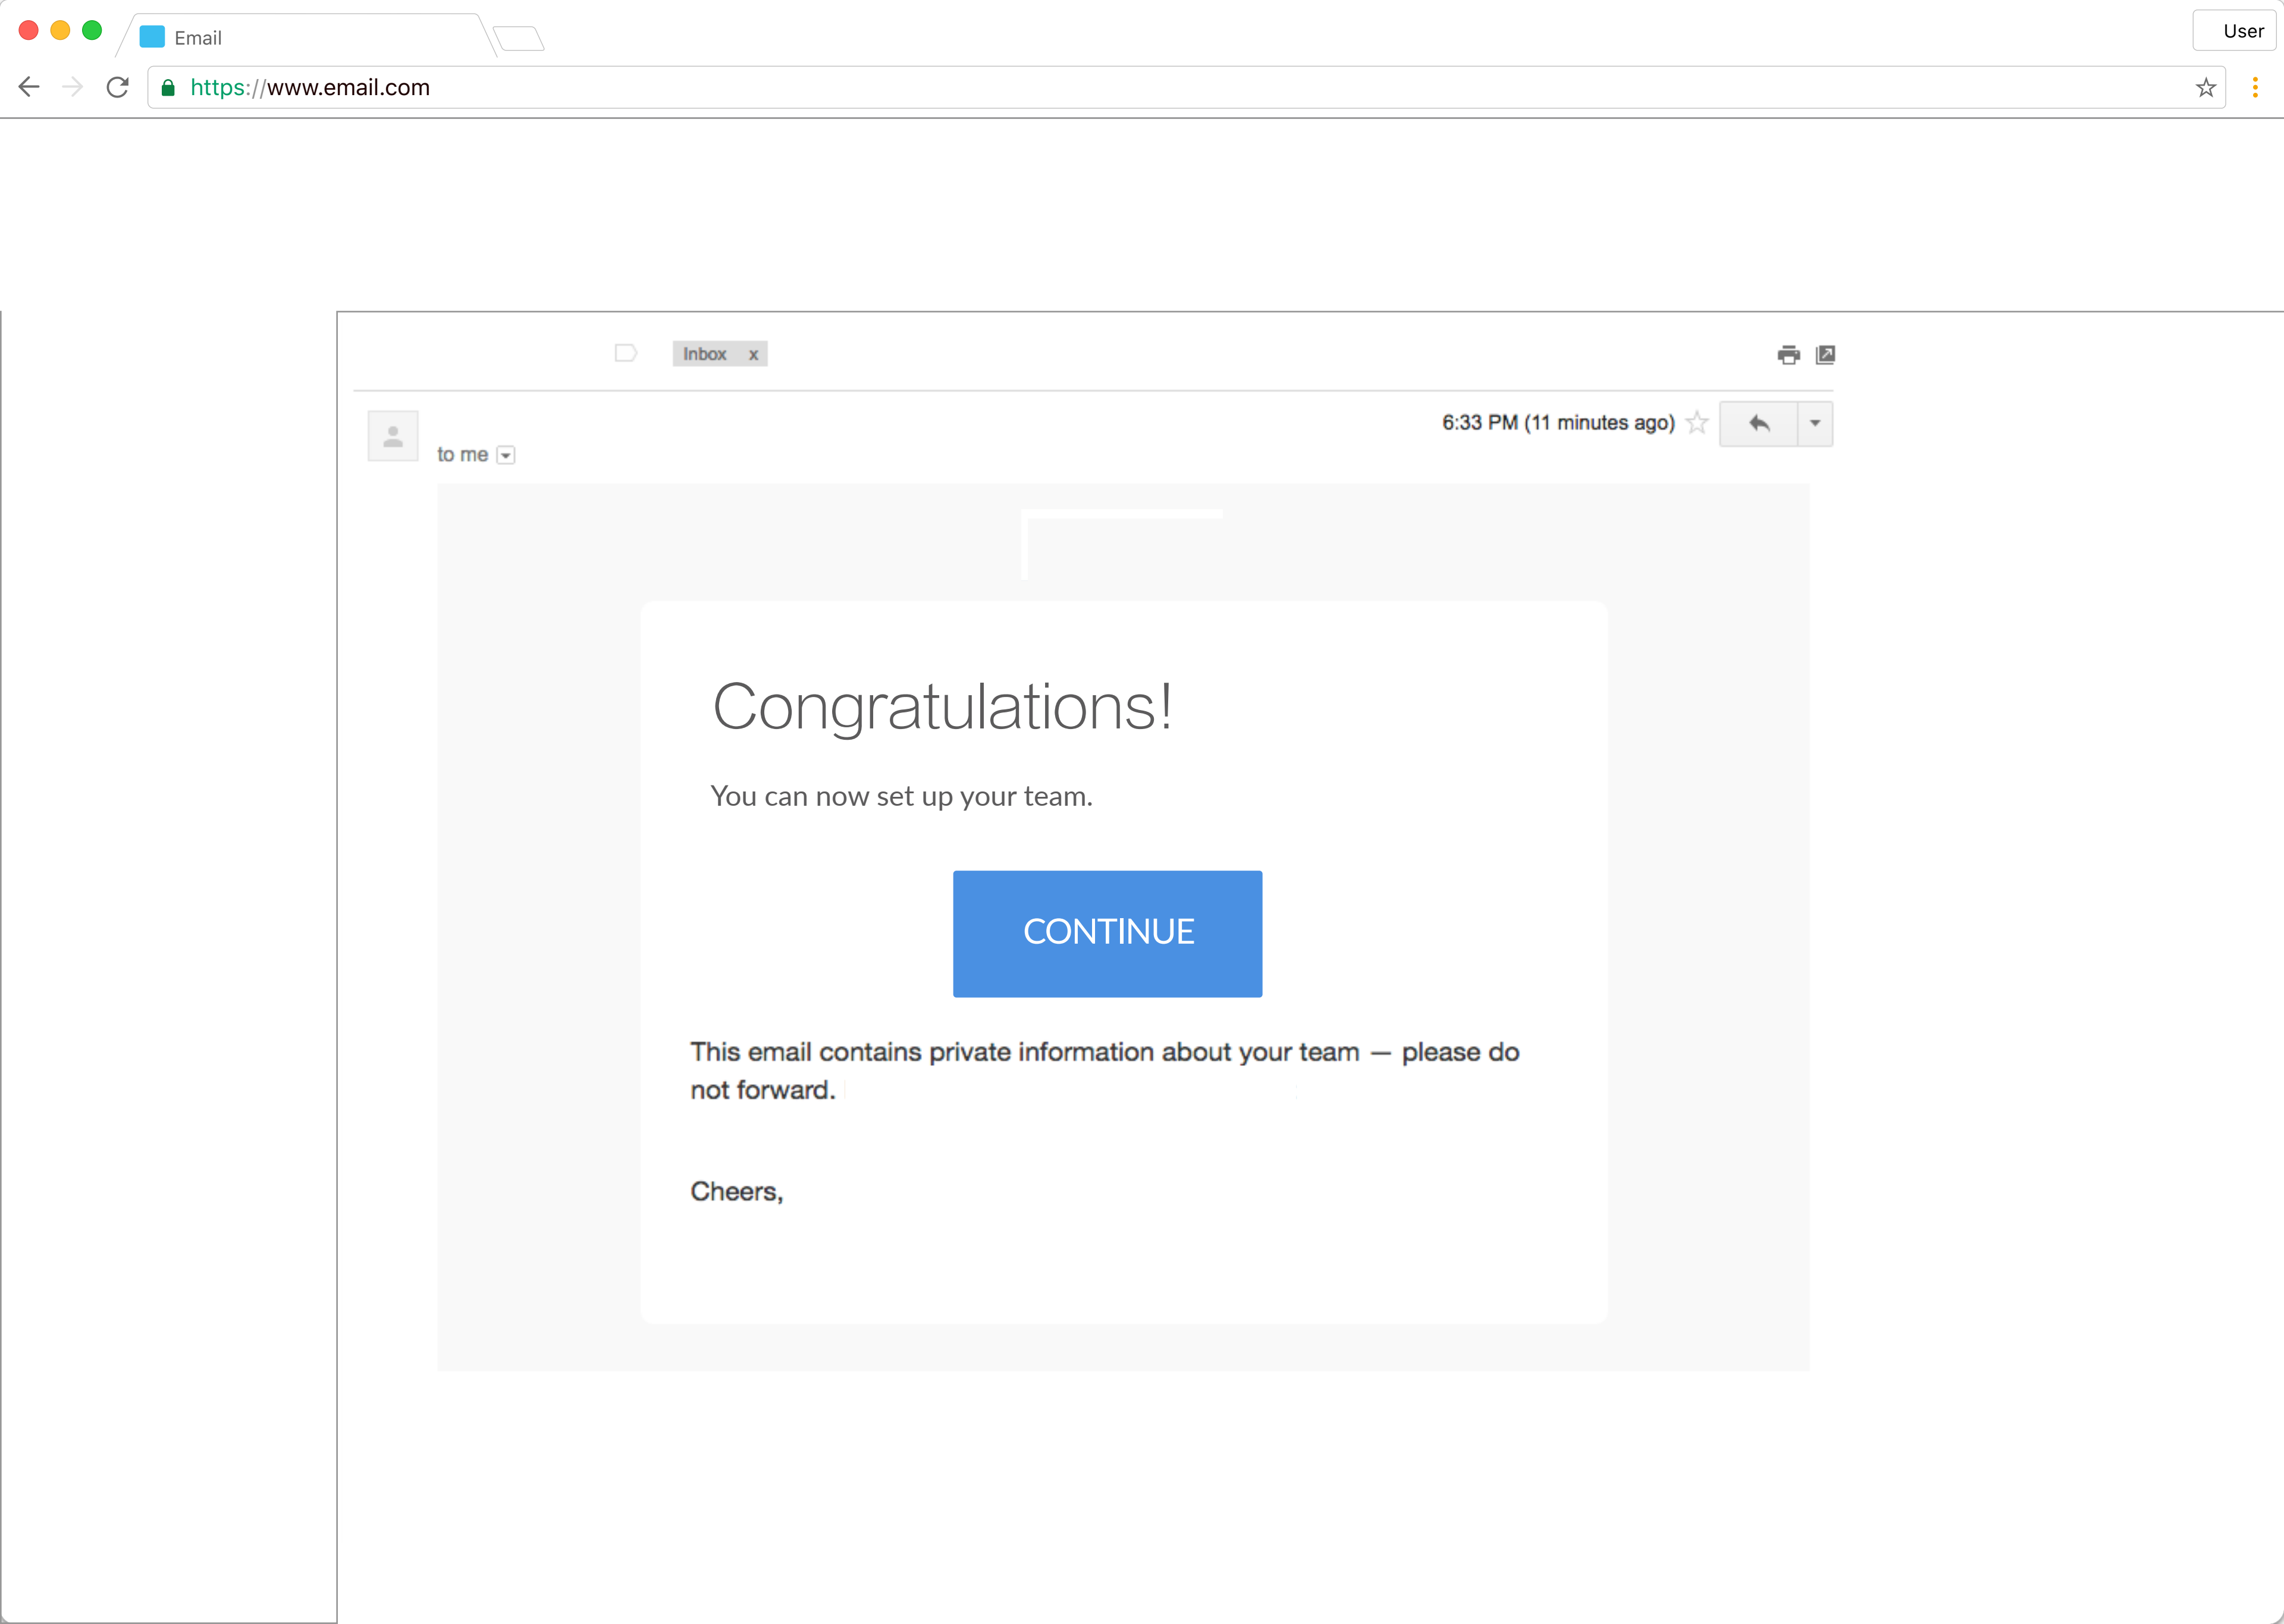 Email
User
https://www.email.com
Inbox x
6:33 PM (11 minutes ago)
to me
Congratulations!
You can now set up your team.
CONTINUE
This email contains private information about your team — please do
not forward.
Cheers,